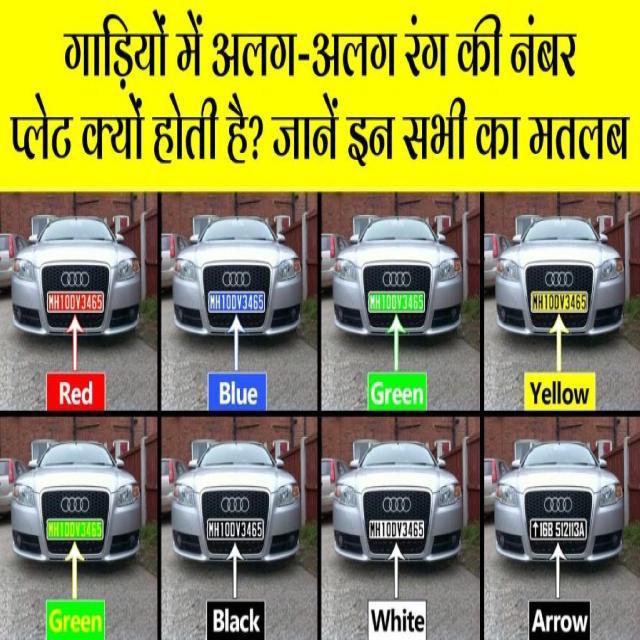 गाड़ियों में अलग-अलग रंग की नंबर
प्लेट क्यों होती है? जानें इन सभी का मतलब
MH10DV3465
MH10DV3465
MH10DV3465
MH10DV3465
Red
Blue
Green
Yellow
MH10DV3465
MH10DV3465
MH10DV3465
↑16B 512113A
Green
Black
White
Arrow